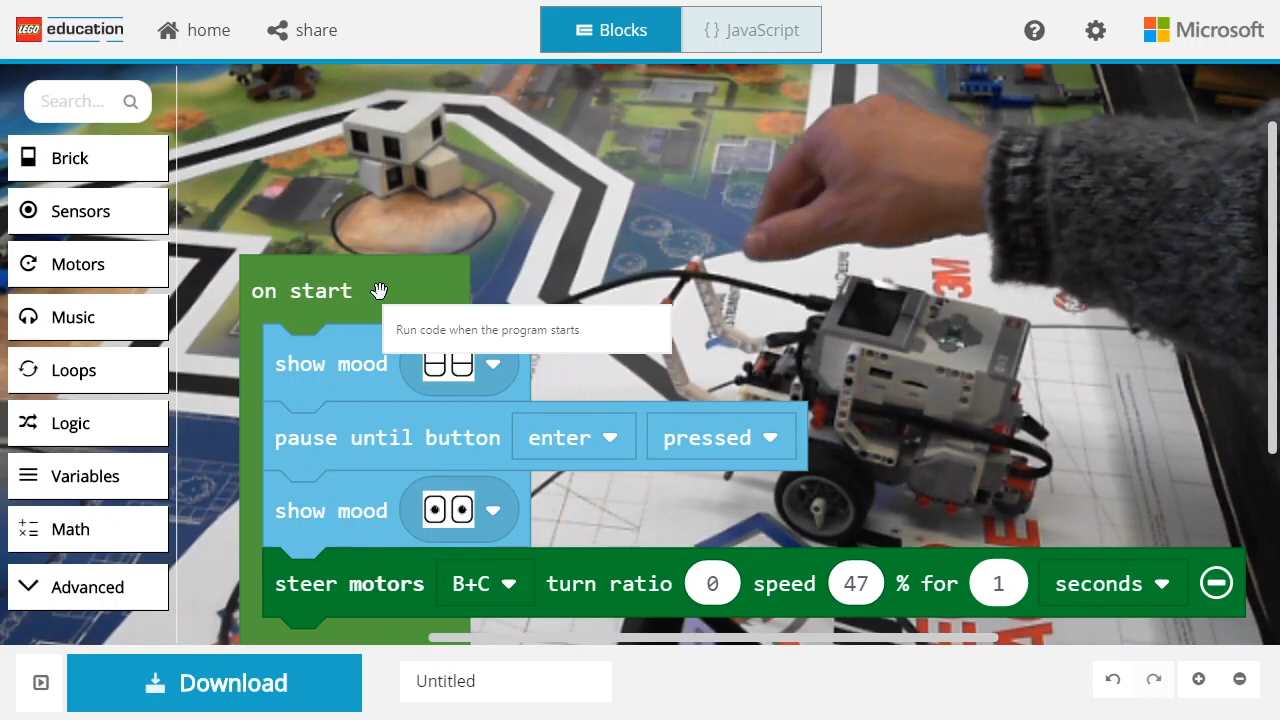 LEGO education
home
share
Blocks
{ } JavaScript
Microsoft
Search...
Brick
Sensors
Motors
Music
Loops
Logic
Variables
Math
Advanced
on start
Run code when the program starts
show mood
pause until button enter pressed
show mood
steer motors B+C turn ratio 0 speed 47 % for 1 seconds
3M
Download
Untitled